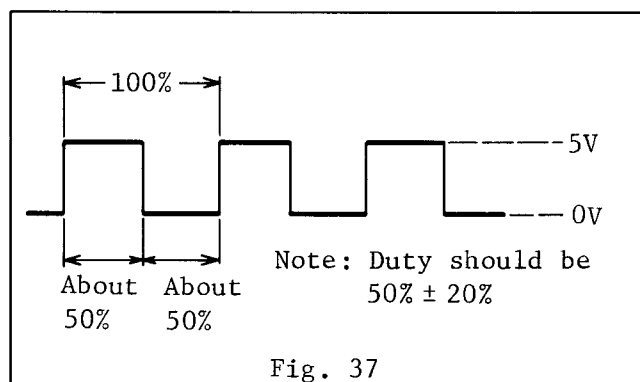 100%
5V
0V
About 50%
About 50%
Note: Duty should be
50% ± 20%
Fig. 37